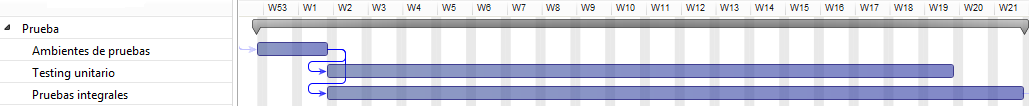 W53 W1 W2 W3 W4 W5 W6 W7 W8 W9 W10 W11 W12 W13 W14 W15 W16 W17 W18 W19 W20 W21
Prueba
Ambientes de pruebas
Testing unitario
Pruebas integrales